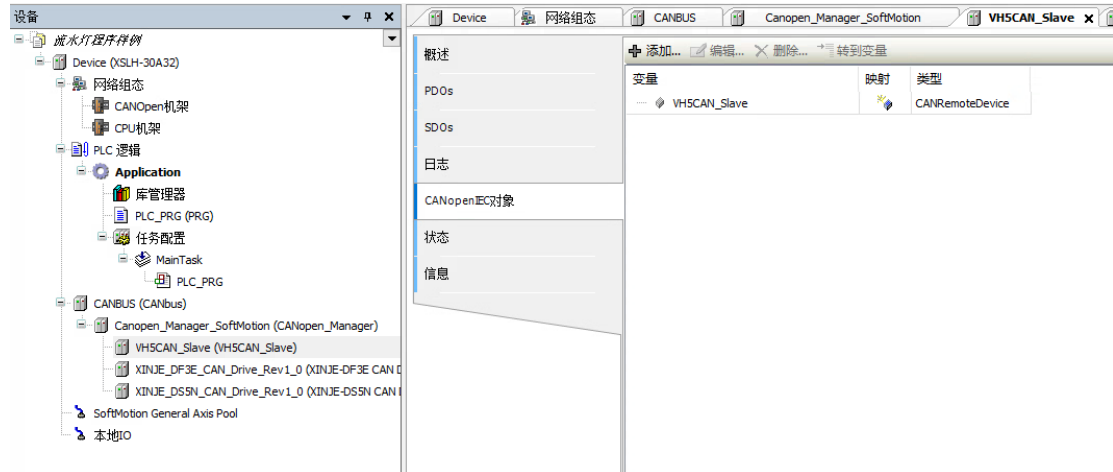 设备
流水灯程序样例
Device (XSLH-30A32)
网络组态
CANOpen机架
CPU机架
PLC 逻辑
Application
库管理器
PLC_PRG (PRG)
任务配置
MainTask
PLC_PRG
CANBUS (CANbus)
Canopen_Manager_SoftMotion (CANopen_Manager)
VH5CAN_Slave (VH5CAN_Slave)
XINJE_DF3E_CAN_Drive_Rev1_0 (XINJE-DF3E CAN D
XINJE_DS5N_CAN_Drive_Rev1_0 (XINJE-DS5N CAN
SoftMotion General Axis Pool
本地IO
Device 网络组态 CANBUS Canopen_Manager_SoftMotion VH5CAN_Slave
概述
PDOs
SDOs
日志
CANopenIEC对象
状态
信息
添加... 编辑... 删除... 转到变量
变量 映射 类型
VH5CAN_Slave CANRemoteDevice